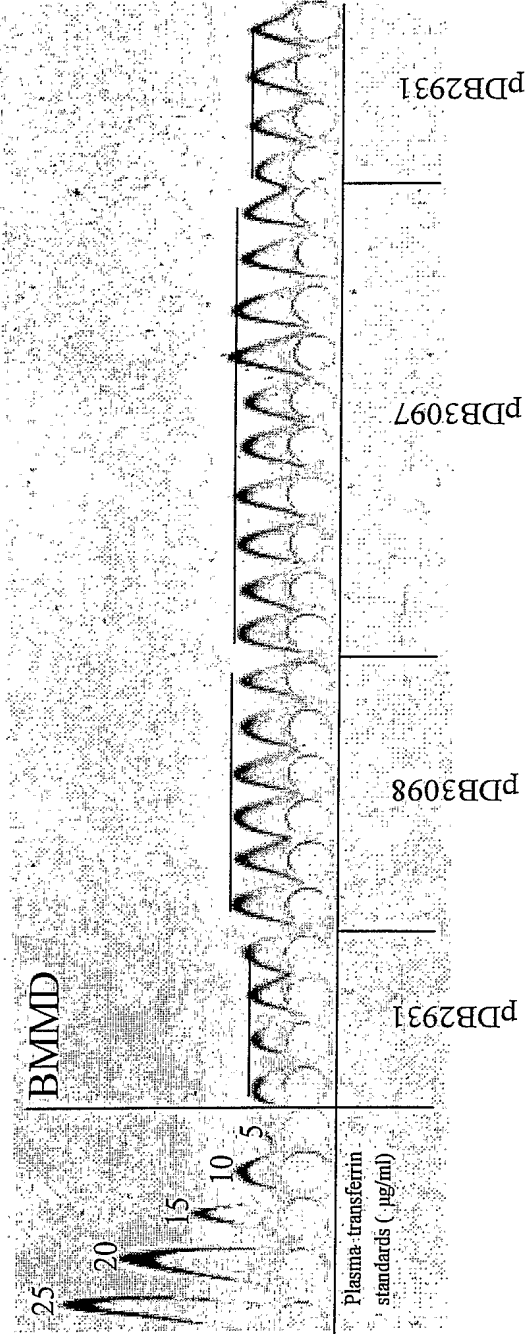 BMMD
25
20
15
10
5
Plasma transferrin
standards ( µg/ml)
pDB2931
pDB3098
pDB3097
pDB2931